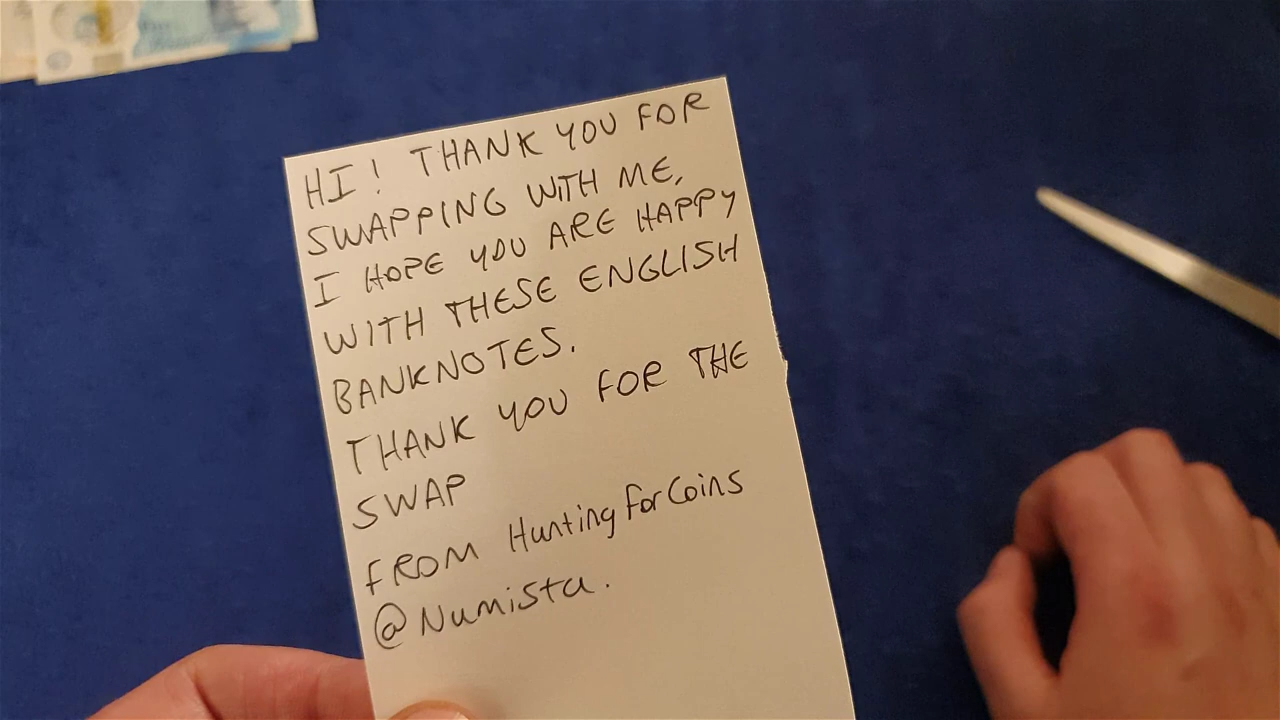 HI! THANK YOU FOR
SWAPPING WITH ME,
I HOPE YOU ARE HAPPY
WITH THESE ENGLISH
BANKNOTES.
THANK YOU FOR THE
SWAP
FROM HuntingForCoins
@Numista.